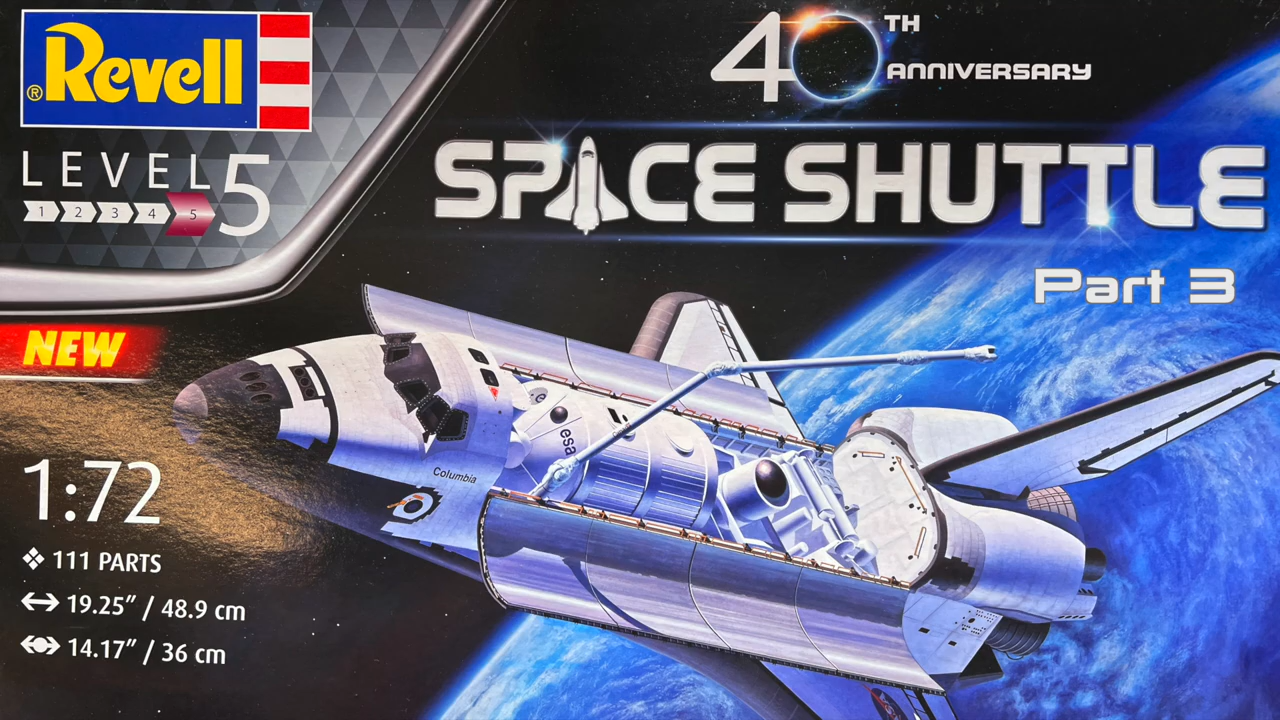 ®Revell
LEVEL 5
1 2 3 4 5
40TH
ANNIVERSARY
SPACE SHUTTLE
Part 3
NEW
1:72
111 PARTS
19.25" / 48.9 cm
14.17" / 36 cm
esa
Columbia